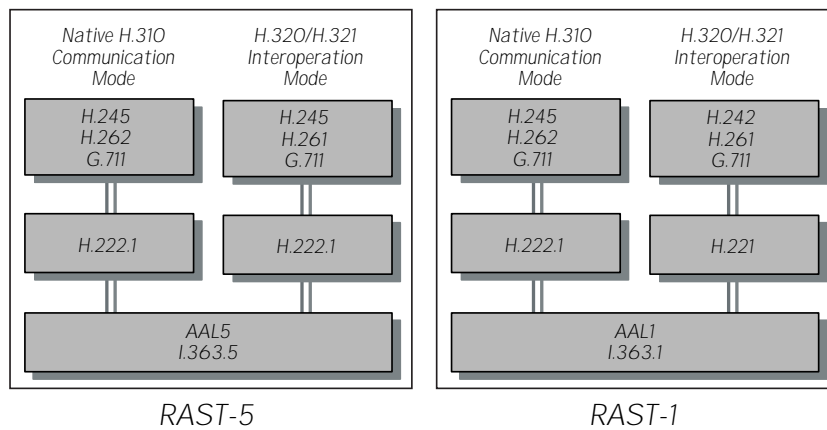 Native H.310
Communication
Mode
H.320/H.321
Interoperation
Mode
H.245
H.262
G.711
H.245
H.261
G.711
H.222.1
H.222.1
AAL5
I.363.5
RAST-5
Native H.310
Communication
Mode
H.320/H.321
Interoperation
Mode
H.245
H.262
G.711
H.242
H.261
G.711
H.222.1
H.221
AAL1
I.363.1
RAST-1